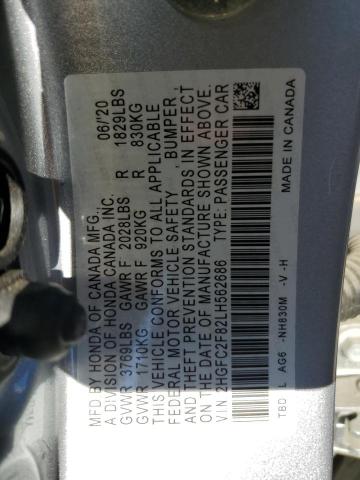 MFD BY HONDA OF CANADA MFG.
A DIVISION OF HONDA CANADA INC. 06/'20
GVWR 3769LBS GAWR F 2028LBS R 1829LBS
GVWR 1710KG GAWR F 920KG R 830KG
THIS VEHICLE CONFORMS TO ALL APPLICABLE
FEDERAL MOTOR VEHICLE SAFETY , BUMPER,
AND THEFT PREVENTION STANDARDS IN EFFECT
ON THE DATE OF MANUFACTURE SHOWN ABOVE.
V.I.N: 2HGFC2F82LH562686 TYPE: PASSENGER CAR
TBD L AG6 -NH830M -V -H MADE IN CANADA